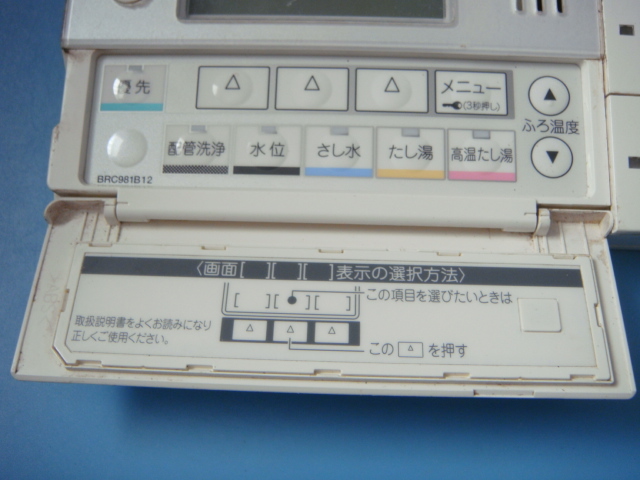 優先
△ △ △
メニュー
(3秒押し)
▲
ふろ温度
▼
配管洗浄 水位 さし水 たし湯 高温たし湯
BRC981B12
〈画面[ ][ ][ ]表示の選択方法〉
[ ][ ● ][ ]
この項目を選びたいときは
取扱説明書をよくお読みになり
正しくご使用ください。
△ △ △
この △ を押す